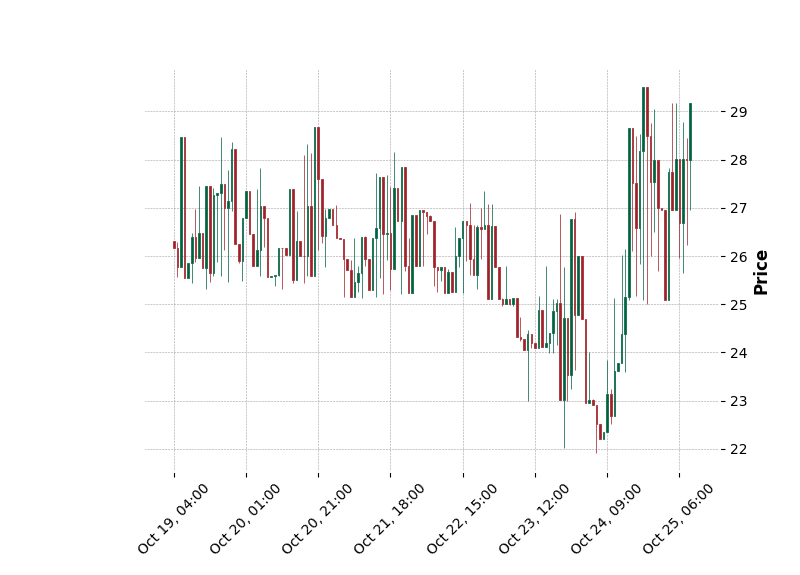 29
28
27
26
25
24
23
22
Price
Oct 19, 04:00
Oct 20, 01:00
Oct 20, 21:00
Oct 21, 18:00
Oct 22, 15:00
Oct 23, 12:00
Oct 24, 09:00
Oct 25, 06:00